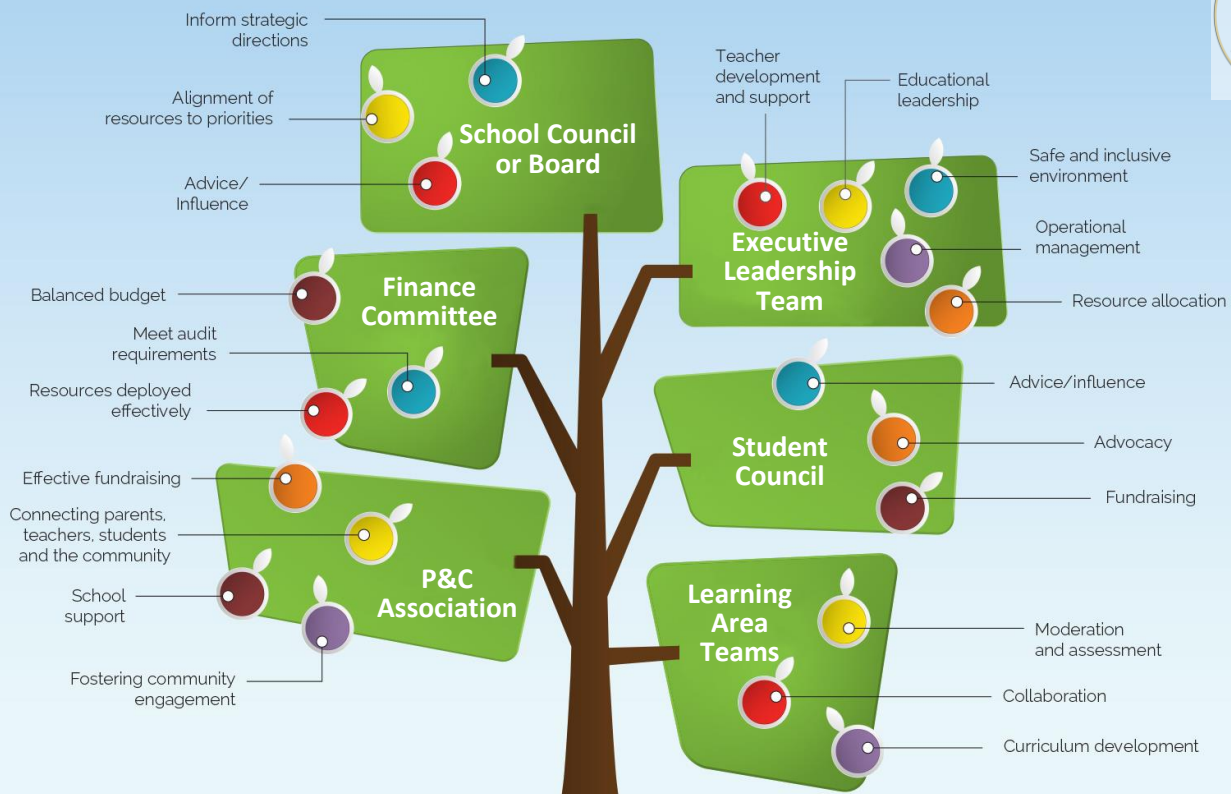 Inform strategic
directions
Alignment of
resources to priorities
Advice/
Influence
School Council
or Board
Teacher
development
and support
Educational
leadership
Safe and inclusive
environment
Operational
management
Resource allocation
Executive
Leadership
Team
Balanced budget
Meet audit
requirements
Resources deployed
effectively
Finance
Committee
Advice/influence
Advocacy
Fundraising
Student
Council
Effective fundraising
Connecting parents,
teachers, students
and the community
School
support
Fostering community
engagement
P&C
Association
Learning
Area
Teams
Moderation
and assessment
Collaboration
Curriculum development